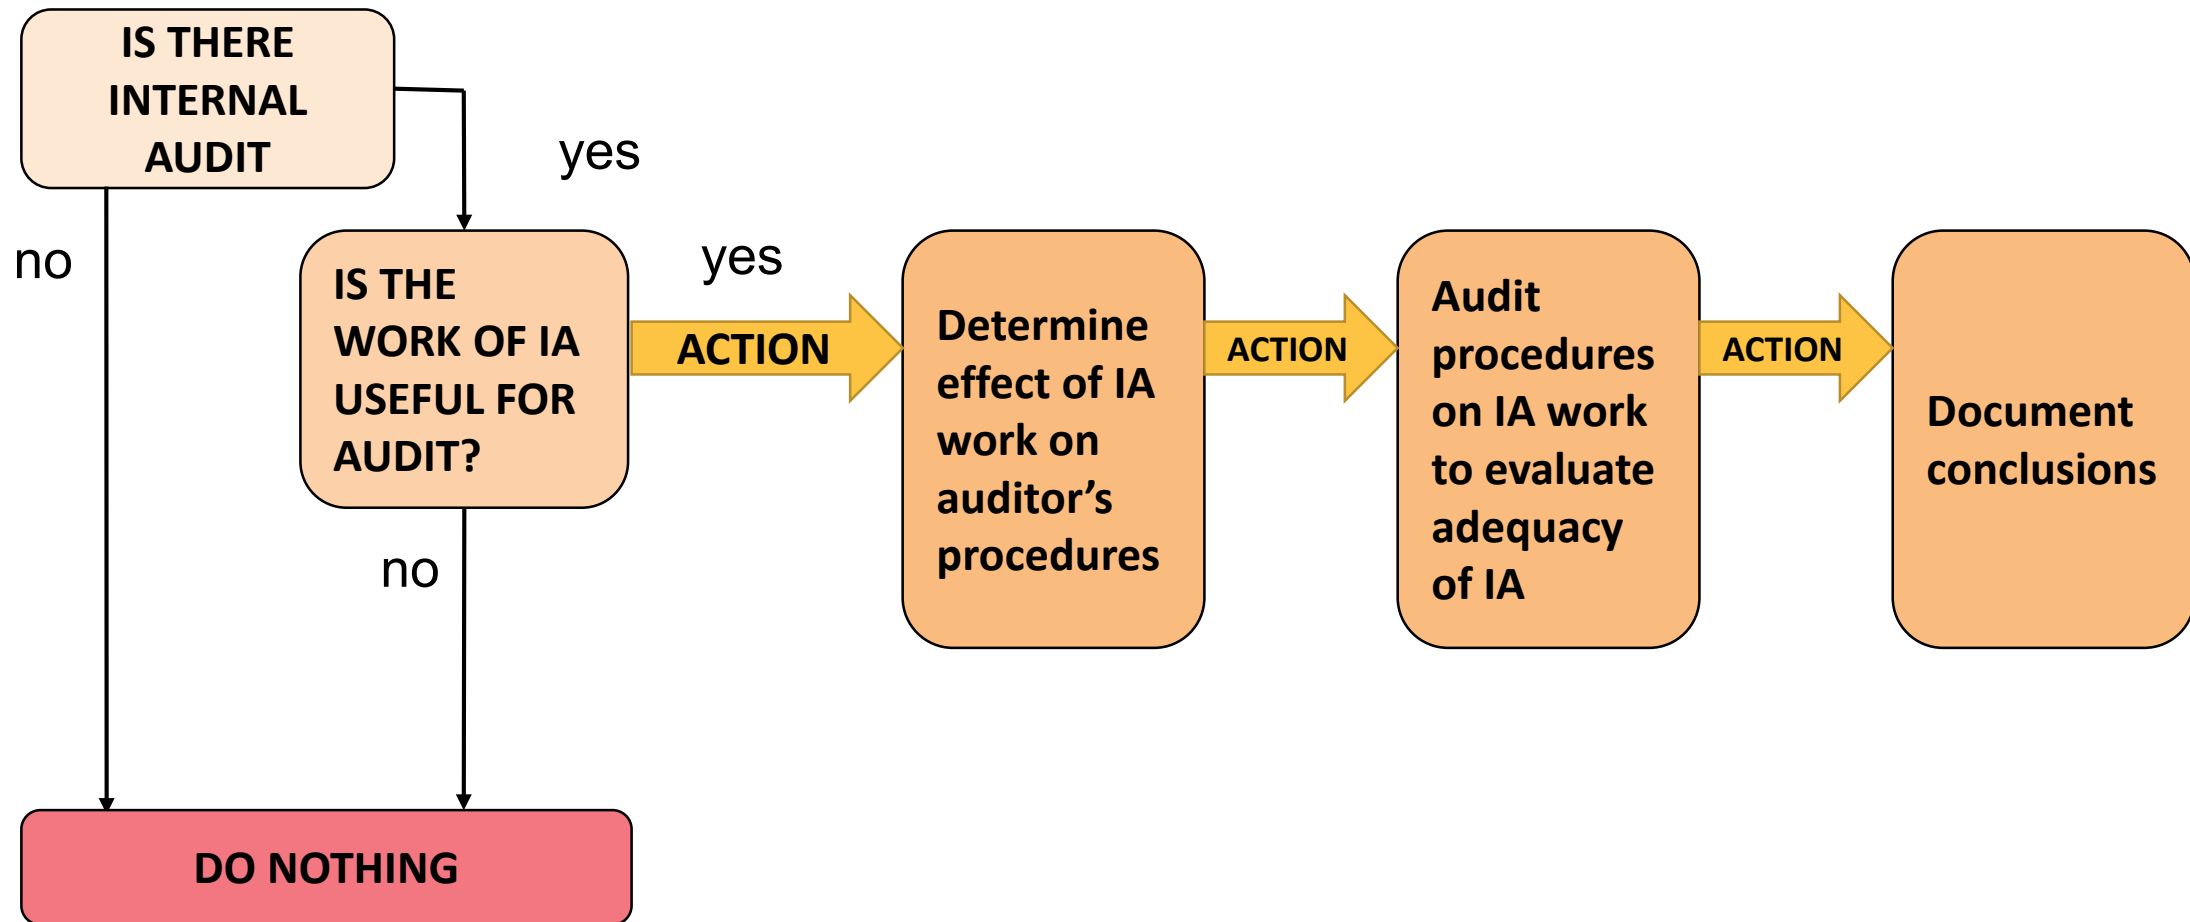 IS THERE
INTERNAL
AUDIT
yes
no
IS THE
WORK OF IA
USEFUL FOR
AUDIT?
yes
ACTION
Determine
effect of IA
work on
auditor’s
procedures
ACTION
Audit
procedures
on IA work
to evaluate
adequacy
of IA
ACTION
Document
conclusions
no
DO NOTHING